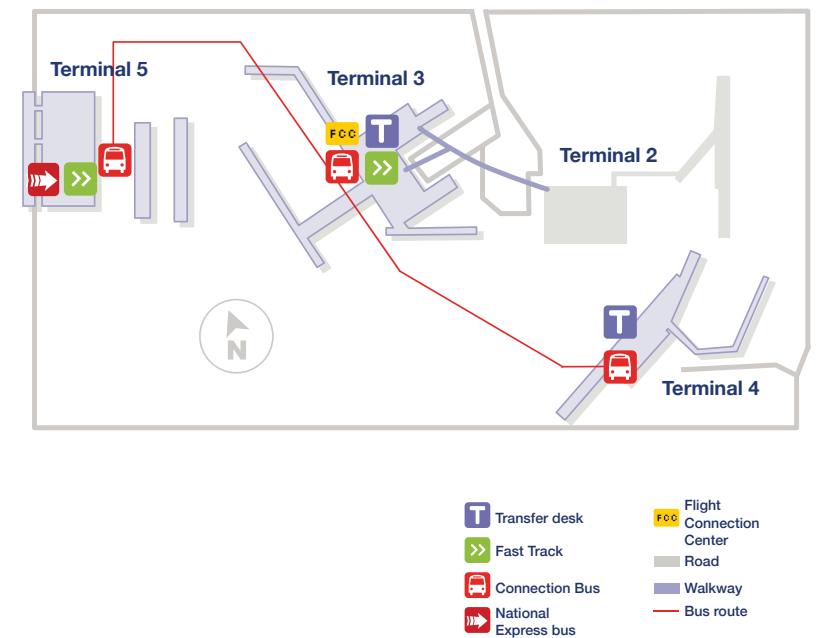 Terminal 5
Terminal 3
FCC
T
Terminal 2
N
T
Terminal 4
T Transfer desk
Fast Track
Connection Bus
National
Express bus
FCC
Flight
Connection
Center
Road
Walkway
Bus route